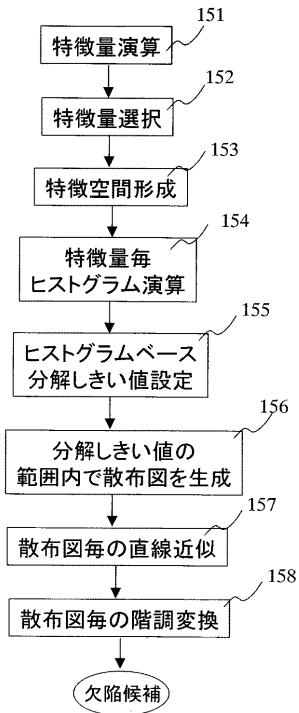 151
特徴量演算
152
特徴量選択
153
特徴空間形成
154
特徴量毎
ヒストグラム演算
155
ヒストグラムベース
分解しきい値設定
156
分解しきい値の
範囲内で散布図を生成
157
散布図毎の直線近似
158
散布図毎の階調変換
欠陥候補